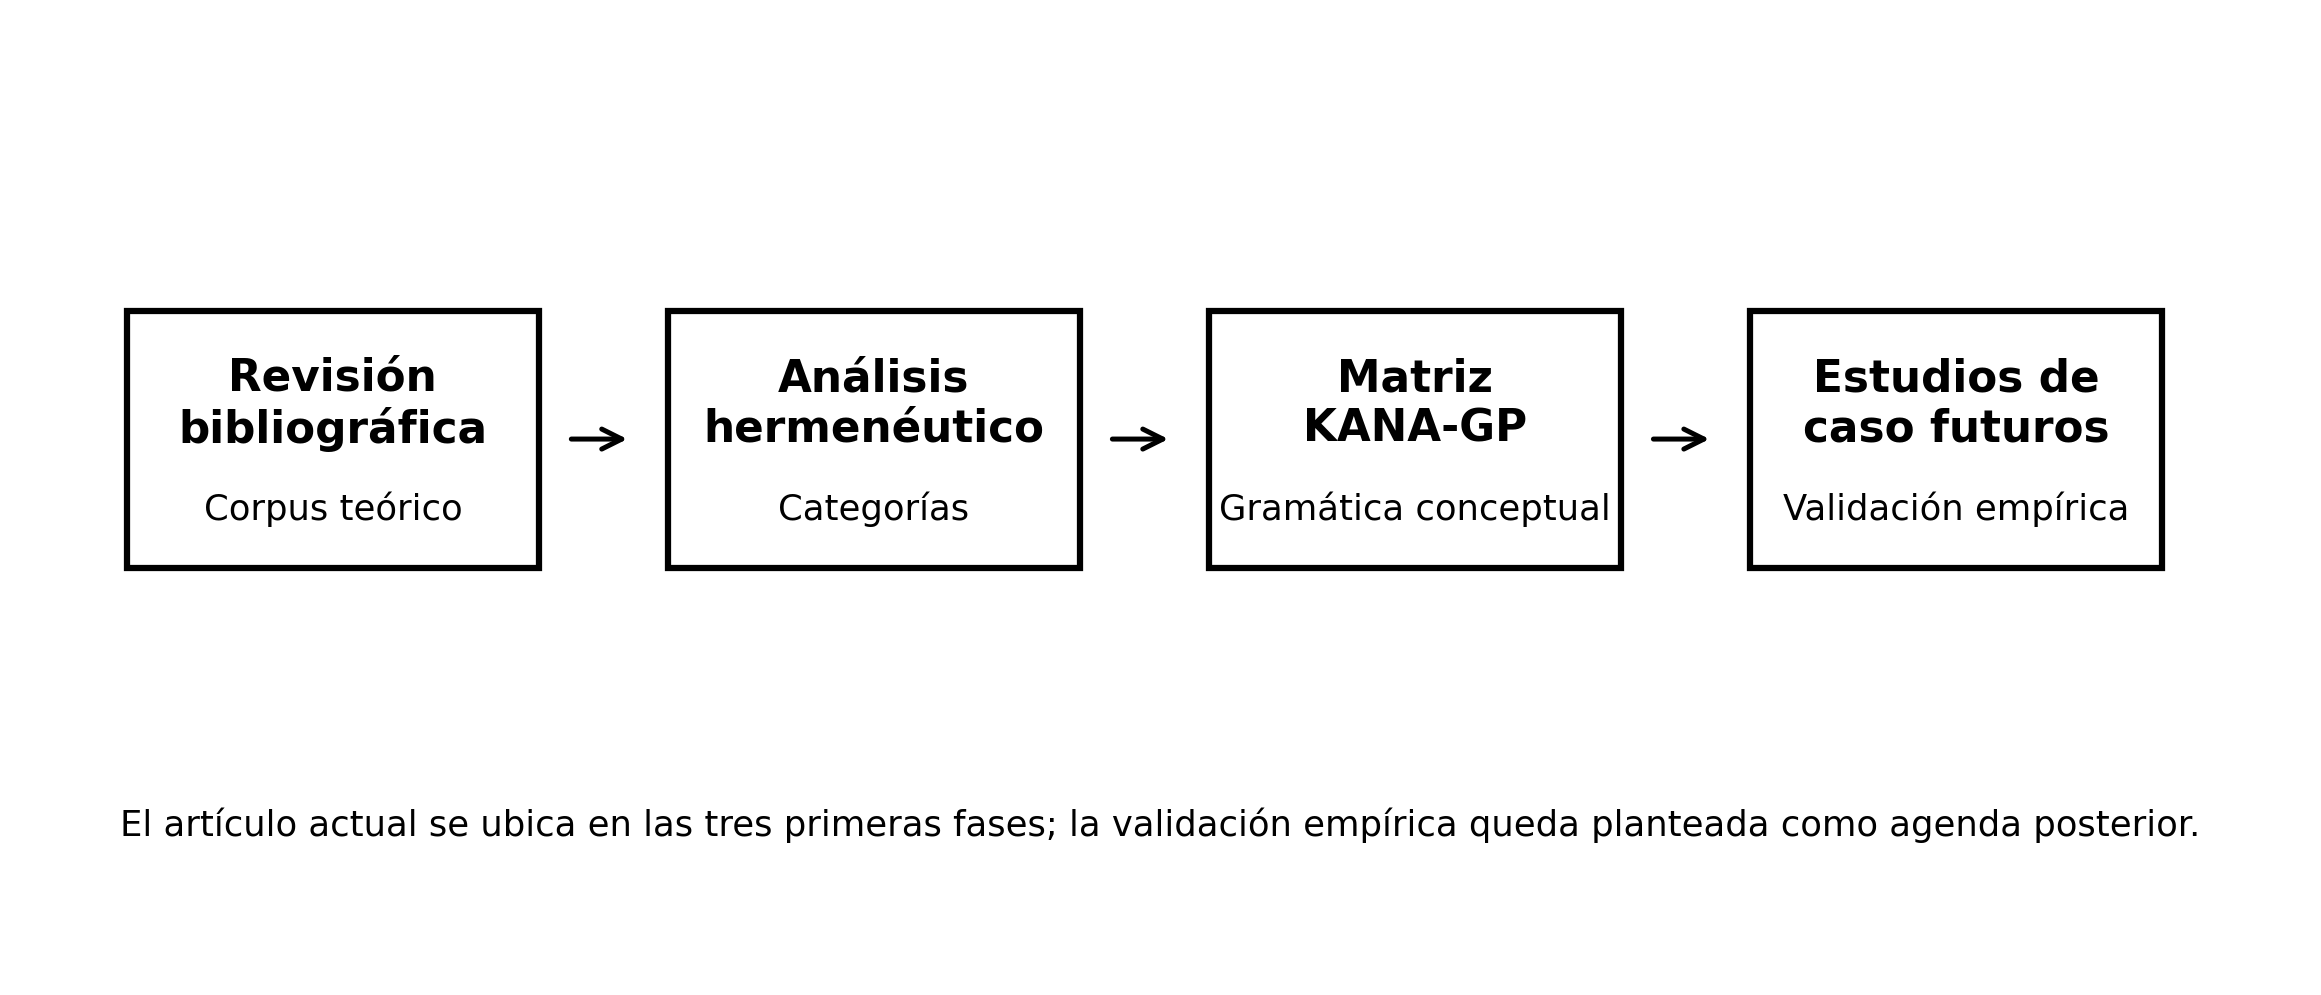 Revisión
bibliográfica
Corpus teórico
Análisis
hermenéutico
Categorías
Matriz
KANA-GP
Gramática conceptual
Estudios de
caso futuros
Validación empírica
El artículo actual se ubica en las tres primeras fases; la validación empírica queda planteada como agenda posterior.